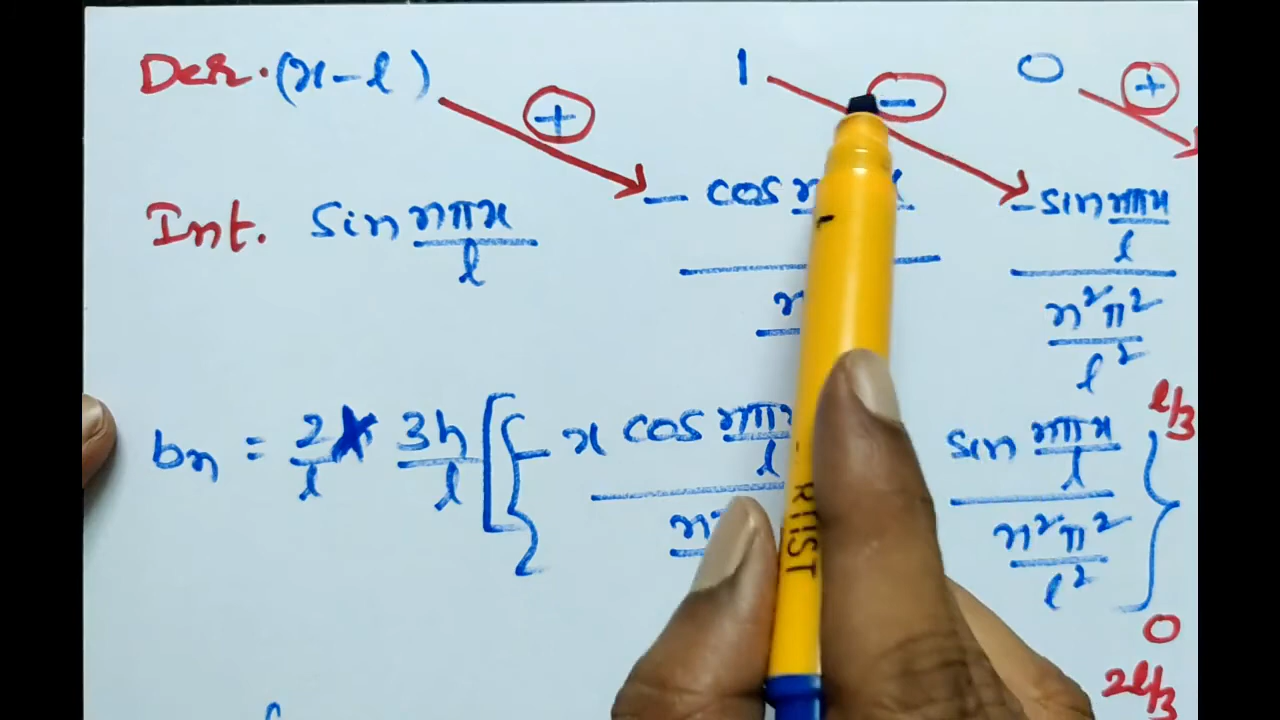 Der. (x-l) + 1 - 0 +
Int. sin nπx/l - cos - sin nπx/l / n²π²/l²
bn = 2/l × 3h/l [ { - x cos nπx/l sin nπx/l / n²π²/l² } l/3
0
2l/3